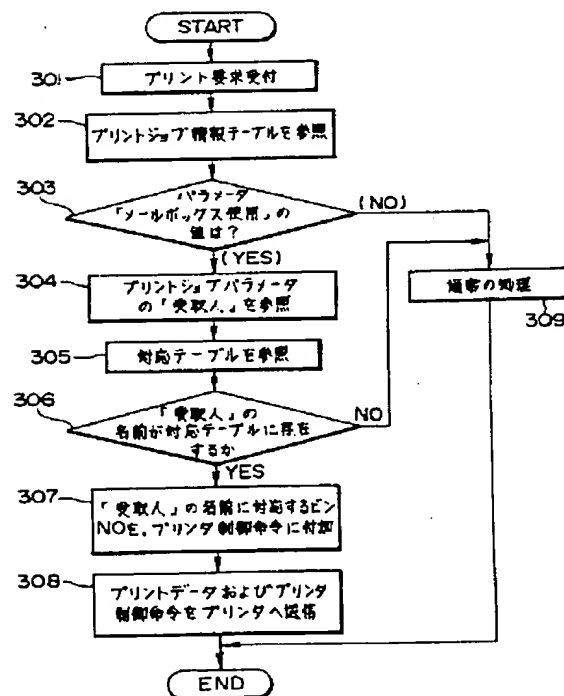 START
301
プリント要求受付
302
プリントジョブ情報テーブルを参照
303
パラメータ
「メールボックス使用」の
値は?
(NO)
(YES)
304
プリントジョブパラメータ
の「受取人」を参照
通常の処理
309
305
対応テーブルを参照
306
「受取人」の
名前が対応テーブルに存在
するか
NO
YES
307
「受取人」の名前に対応するビン
NOを,プリンタ制御命令に付加
308
プリントデータおよびプリンタ
制御命令をプリンタへ送信
END